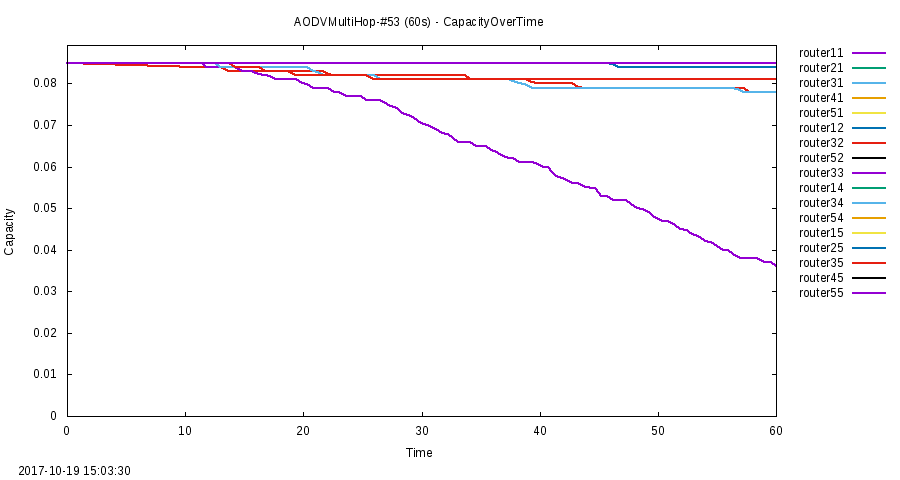 AODVMultiHop-#53 (60s) - CapacityOverTime
router11
router21
router31
router41
router51
router12
router32
router52
router33
router14
router34
router54
router15
router25
router35
router45
router55
Capacity
0.08
0.07
0.06
0.05
0.04
0.03
0.02
0.01
0
0 10 20 30 40 50 60
Time
2017-10-19 15:03:30